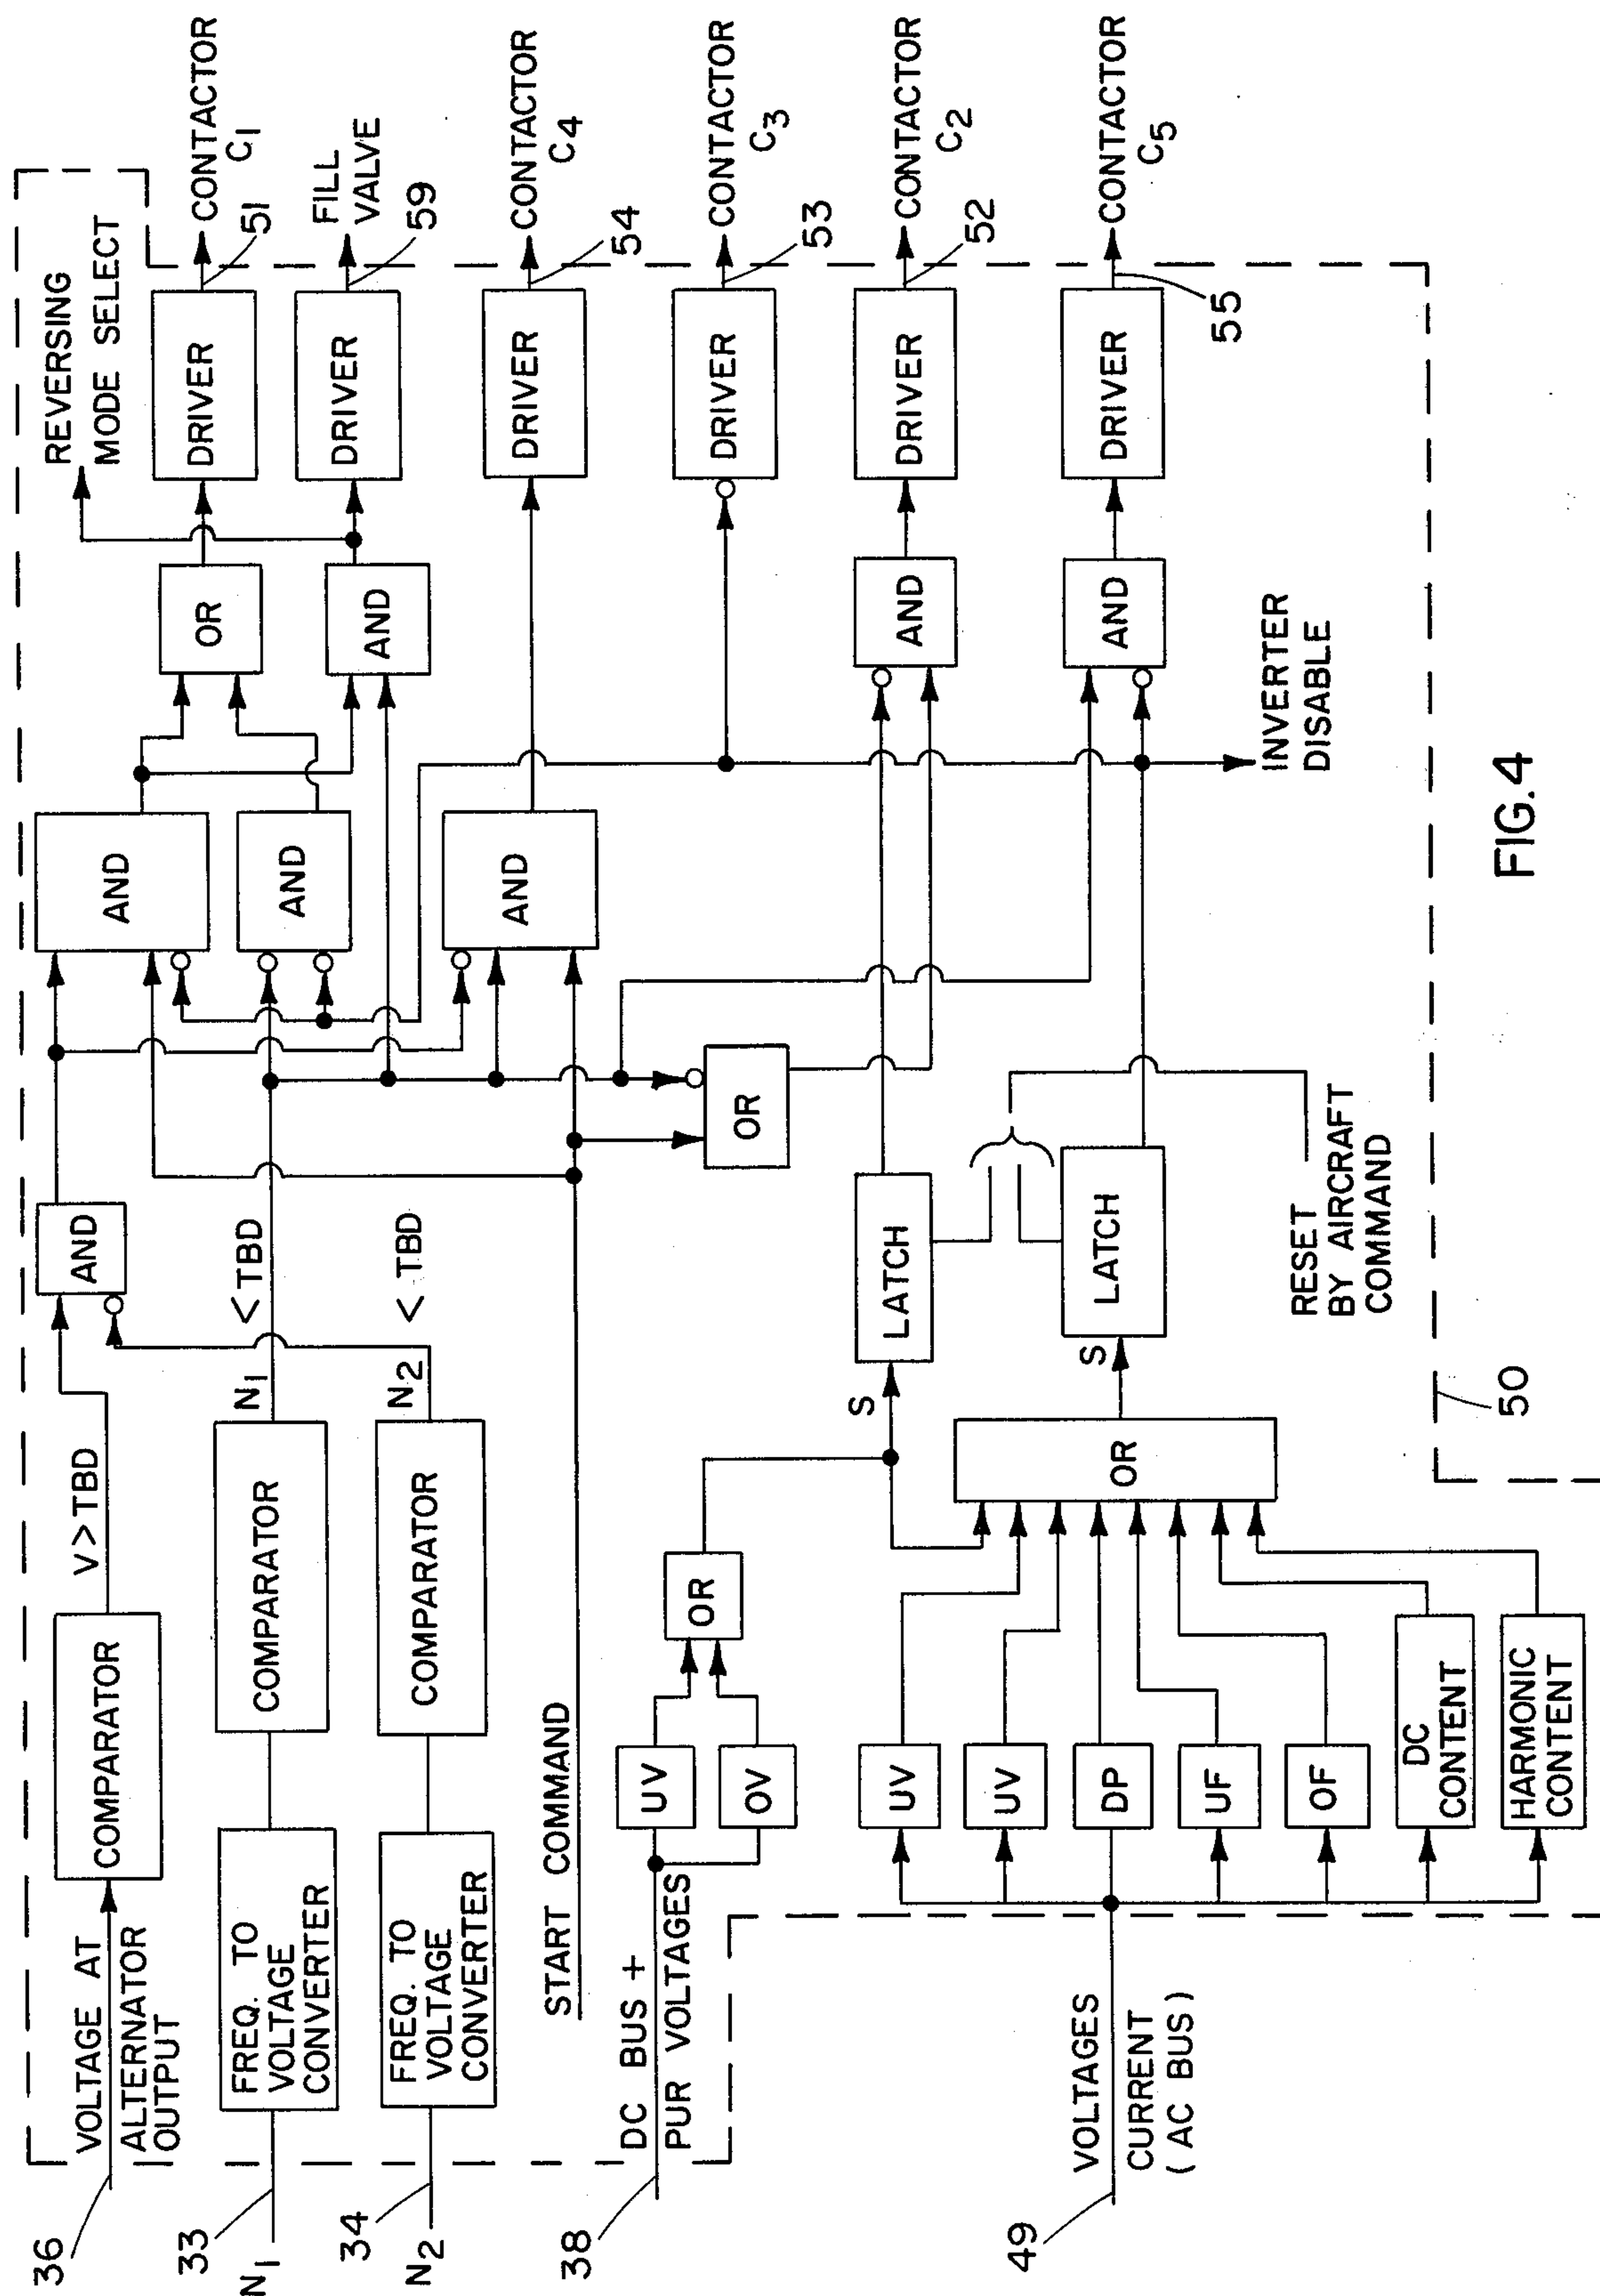 36
VOLTAGE AT
ALTERNATOR
OUTPUT
COMPARATOR
V>TBD
AND
AND
REVERSING
MODE SELECT
OR
DRIVER
51
CONTACTOR
C1
33
N1
FREQ. TO
VOLTAGE
CONVERTER
COMPARATOR
N1 <TBD
AND
AND
DRIVER
59
FILL
VALVE
34
N2
FREQ. TO
VOLTAGE
CONVERTER
COMPARATOR
N2 <TBD
START COMMAND
AND
DRIVER
54
CONTACTOR
C4
OR
DRIVER
53
CONTACTOR
C3
38
DC BUS +
PUR VOLTAGES
UV
OV
OR
S
LATCH
AND
DRIVER
52
CONTACTOR
C2
49
VOLTAGES
CURRENT
(AC BUS)
UV
UV
DP
UF
OF
DC
CONTENT
HARMONIC
CONTENT
OR
S
LATCH
AND
DRIVER
55
CONTACTOR
C5
RESET
BY AIRCRAFT
COMMAND
INVERTER
DISABLE
50
FIG.4